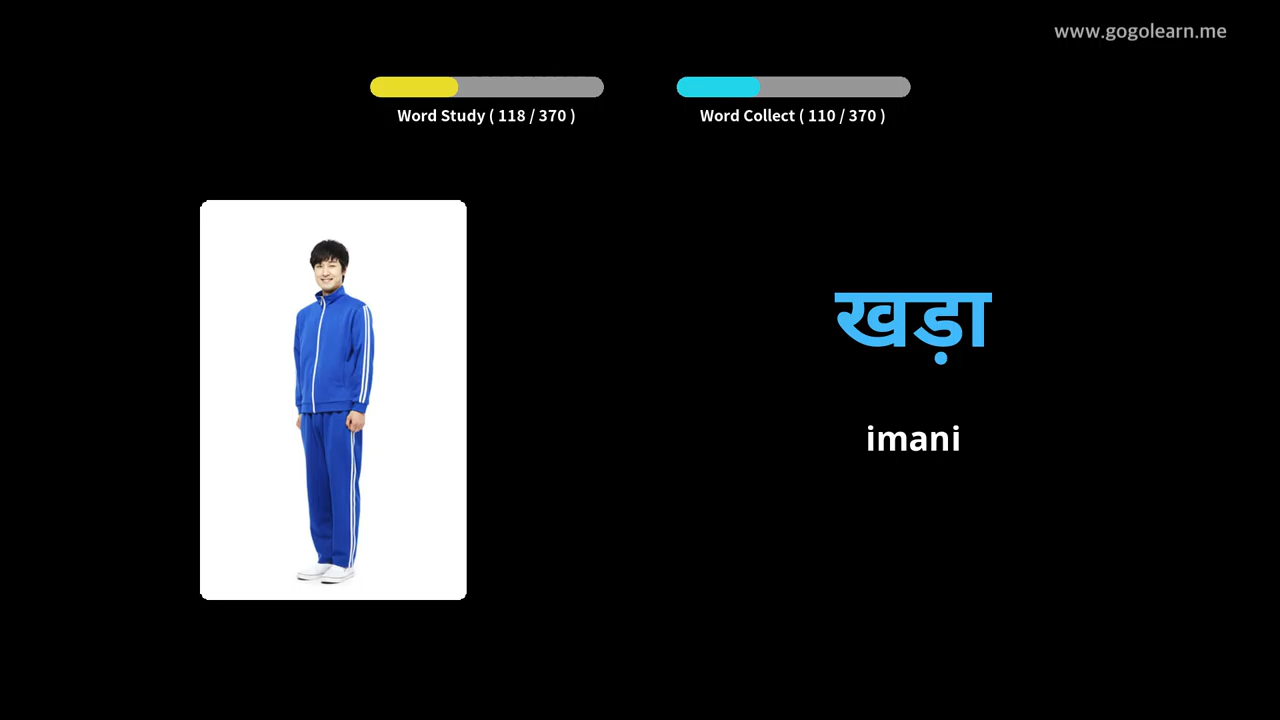 www.gogolearn.me
Word Study ( 118 / 370 )
Word Collect ( 110 / 370 )
खड़ा
imani